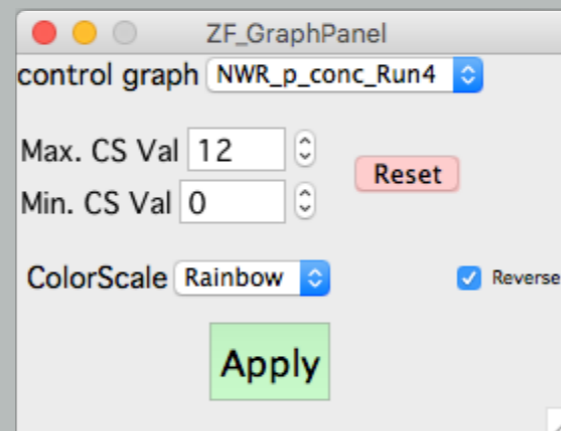 ZF_GraphPanel
control graph NWR_p_conc_Run4
Max. CS Val 12
Reset
Min. CS Val 0
ColorScale Rainbow Reverse
Apply